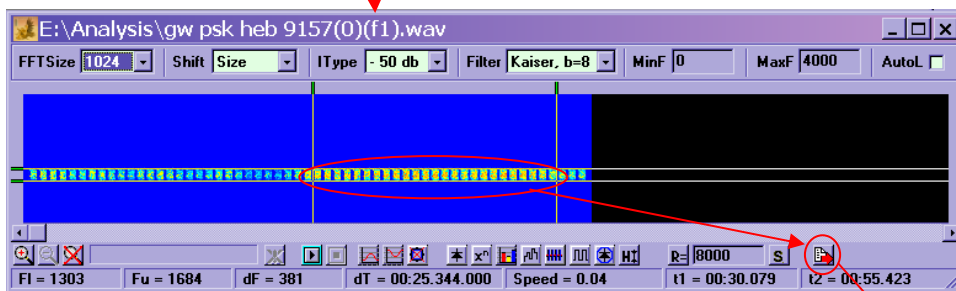 E:\Analysis\gw psk heb 9157(0)(f1).wav
FFTSize 1024 Shift Size IType - 50 db Filter Kaiser, b=8 MinF 0 MaxF 4000 AutoL
R= 8000 S
Fl = 1303 Fu = 1684 dF = 381 dT = 00:25.344.000 Speed = 0.04 t1 = 00:30.079 t2 = 00:55.423